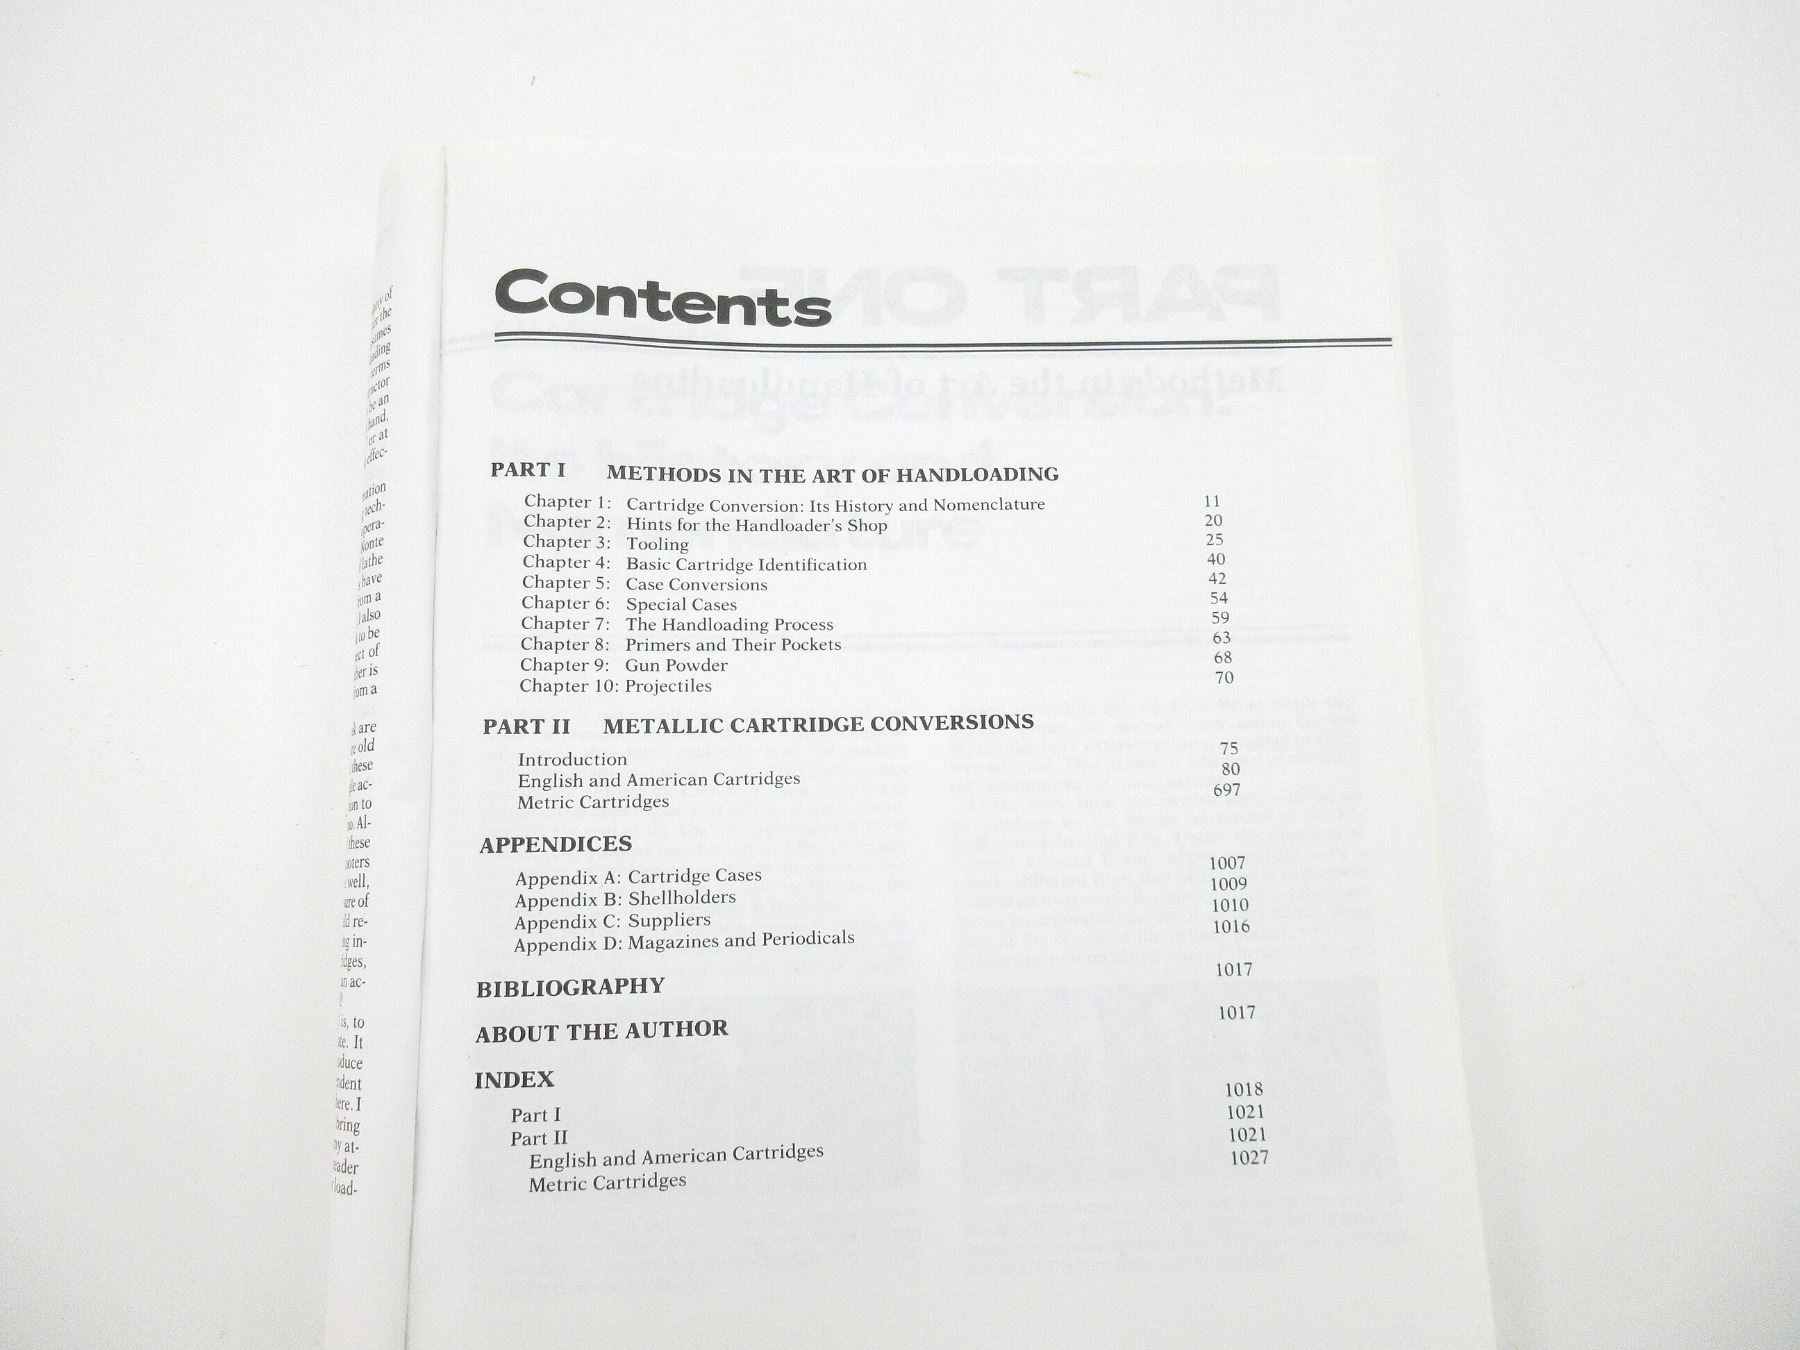 Contents
PART I METHODS IN THE ART OF HANDLOADING
Chapter 1: Cartridge Conversion: Its History and Nomenclature 11
Chapter 2: Hints for the Handloader's Shop 20
Chapter 3: Tooling 25
Chapter 4: Basic Cartridge Identification 40
Chapter 5: Case Conversions 42
Chapter 6: Special Cases 54
Chapter 7: The Handloading Process 59
Chapter 8: Primers and Their Pockets 63
Chapter 9: Gun Powder 68
Chapter 10: Projectiles 70
PART II METALLIC CARTRIDGE CONVERSIONS
Introduction 75
English and American Cartridges 80
Metric Cartridges 697
APPENDICES
Appendix A: Cartridge Cases 1007
Appendix B: Shellholders 1009
Appendix C: Suppliers 1010
Appendix D: Magazines and Periodicals 1016
BIBLIOGRAPHY 1017
ABOUT THE AUTHOR 1017
INDEX
Part I 1018
Part II 1021
English and American Cartridges 1021
Metric Cartridges 1027